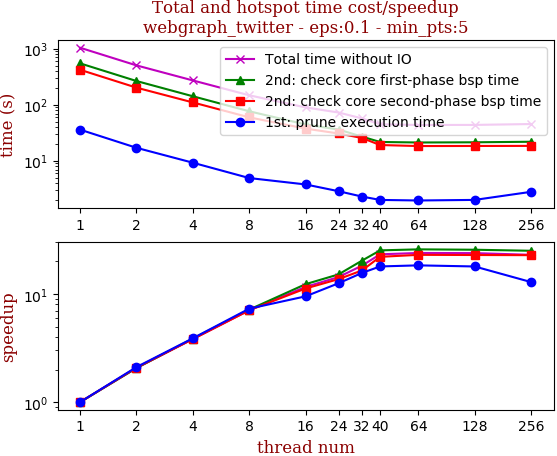 Total and hotspot time cost/speedup
webgraph_twitter - eps:0.1 - min_pts:5
time (s)
10³
10²
10¹
Total time without IO
2nd: check core first-phase bsp time
2nd: check core second-phase bsp time
1st: prune execution time
1 2 4 8 16 24 32 40 64 128 256
speedup
10¹
10⁰
1 2 4 8 16 24 32 40 64 128 256
thread num